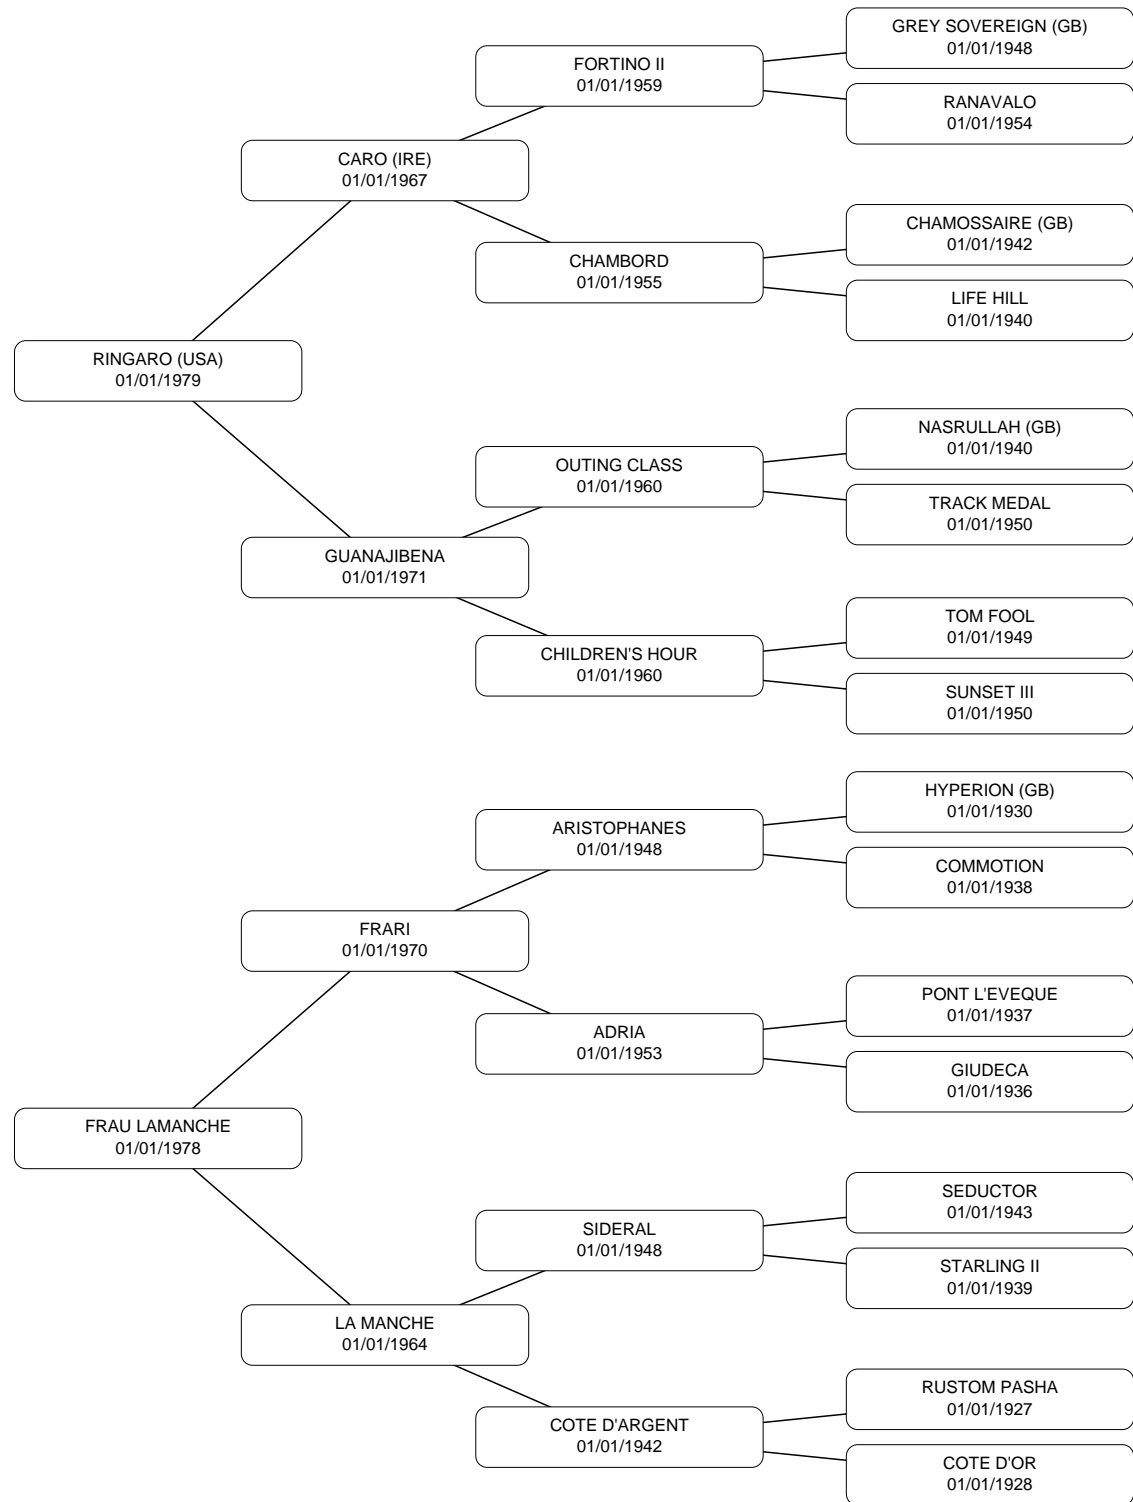 GREY SOVEREIGN (GB)
01/01/1948
FORTINO II
01/01/1959
RANAVALO
01/01/1954
CARO (IRE)
01/01/1967
CHAMOSSAIRE (GB)
01/01/1942
CHAMBORD
01/01/1955
LIFE HILL
01/01/1940
RINGARO (USA)
01/01/1979
NASRULLAH (GB)
01/01/1940
OUTING CLASS
01/01/1960
TRACK MEDAL
01/01/1950
GUANAJIBENA
01/01/1971
TOM FOOL
01/01/1949
CHILDREN'S HOUR
01/01/1960
SUNSET III
01/01/1950
HYPERION (GB)
01/01/1930
ARISTOPHANES
01/01/1948
COMMOTION
01/01/1938
FRARI
01/01/1970
PONT L'EVEQUE
01/01/1937
ADRIA
01/01/1953
GIUDECA
01/01/1936
FRAU LAMANCHE
01/01/1978
SEDUCTOR
01/01/1943
SIDERAL
01/01/1948
STARLING II
01/01/1939
LA MANCHE
01/01/1964
RUSTOM PASHA
01/01/1927
COTE D'ARGENT
01/01/1942
COTE D'OR
01/01/1928